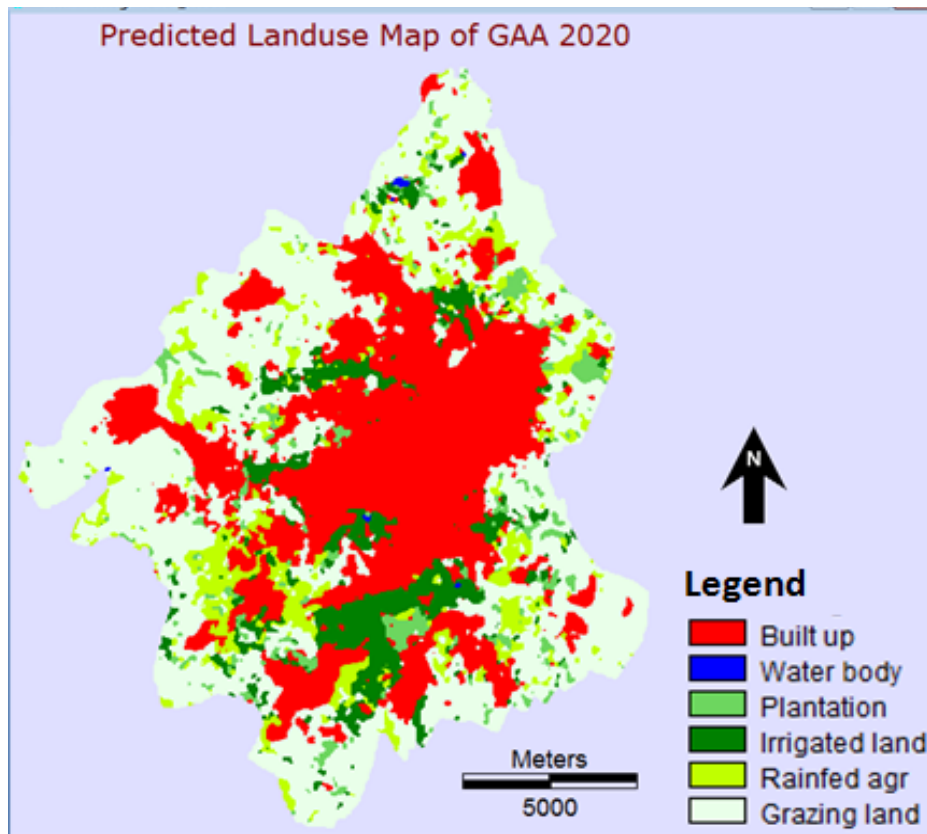 Predicted Landuse Map of GAA 2020
N
Legend
Built up
Water body
Plantation
Irrigated land
Rainfed agr
Grazing land
Meters
5000